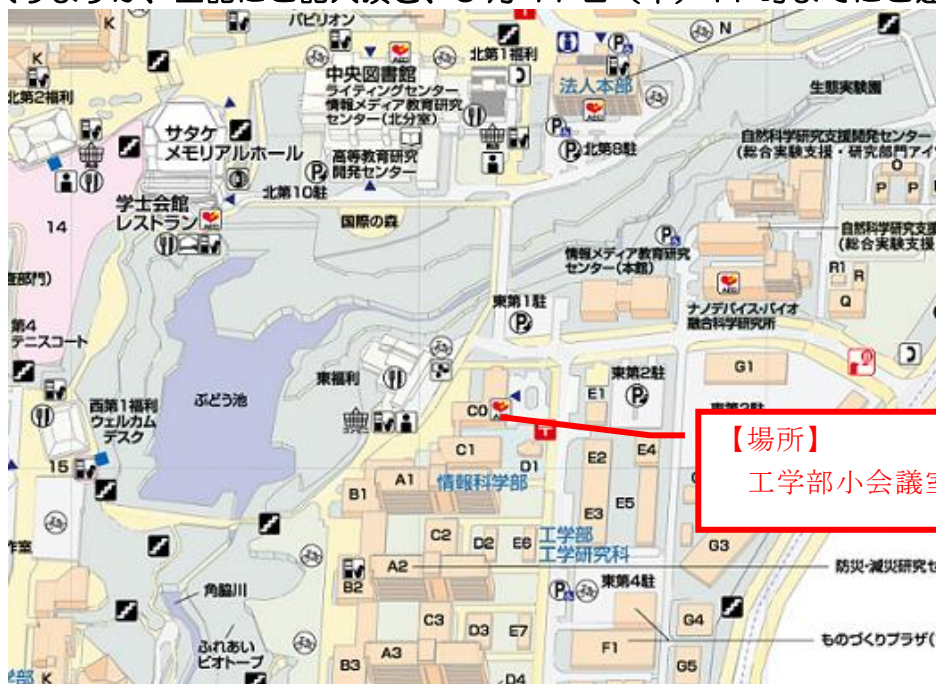 パビリオン
北第1福利
N
K
K
中央図書館
ライティングセンター
情報メディア教育研究
センター(北分室)
法人本部
生態実験園
北第2福利
サタケ
メモリアルホール
高等教育研究
開発センター
北第8駐
自然科学研究支援開発センター
(総合実験支援・研究部門アイ
O
P
P
北第10駐
学士会館
レストラン
国際の森
14
自然科学研究支援
(総合実験支援
情報メディア教育研究
センター(本館)
R1
R
Q
ナノデバイス・バイオ
融合科学研究所
第4
テニスコート
東第1駐
東福利
東第2駐
G1
E1
ぶどう池
西第1福利
ウェルカム
デスク
C0
【場所】
工学部小会議室
C1
D1
E2
E4
15
A1
情報科学部
B1
E5
E3
C2
D2
E6
工学部
工学研究科
G3
A2
防災・減災研究セ
B2
角脇川
東第4駐
C3
D3
E7
G4
F1
ものづくりプラザ(
ふれあい
ビオトープ
B3
A3
G5
D4
学部
K